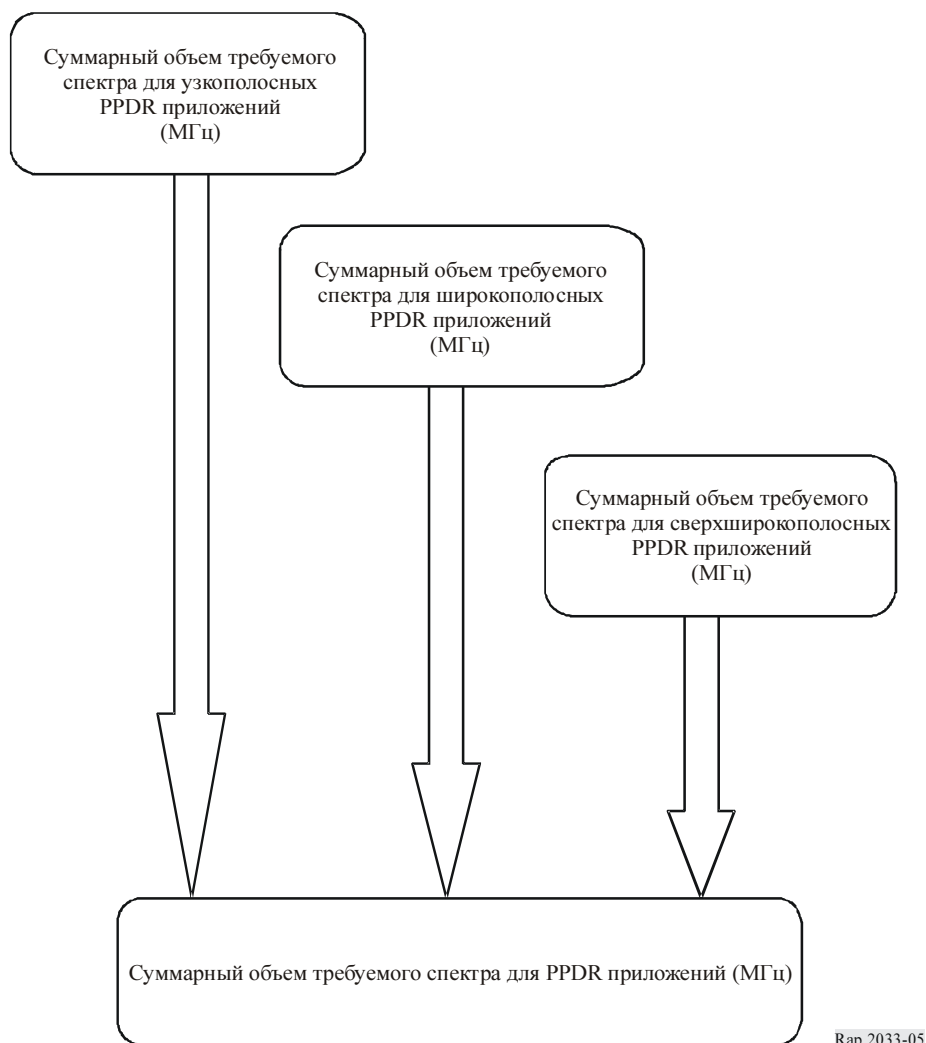 Суммарный объем требуемого
спектра для узкополосных
PPDR приложений
(МГц)
Суммарный объем требуемого
спектра для широкополосных
PPDR приложений
(МГц)
Суммарный объем требуемого
спектра для сверхширокополосных
PPDR приложений
(МГц)
Суммарный объем требуемого спектра для PPDR приложений (МГц)
Rap 2033-05